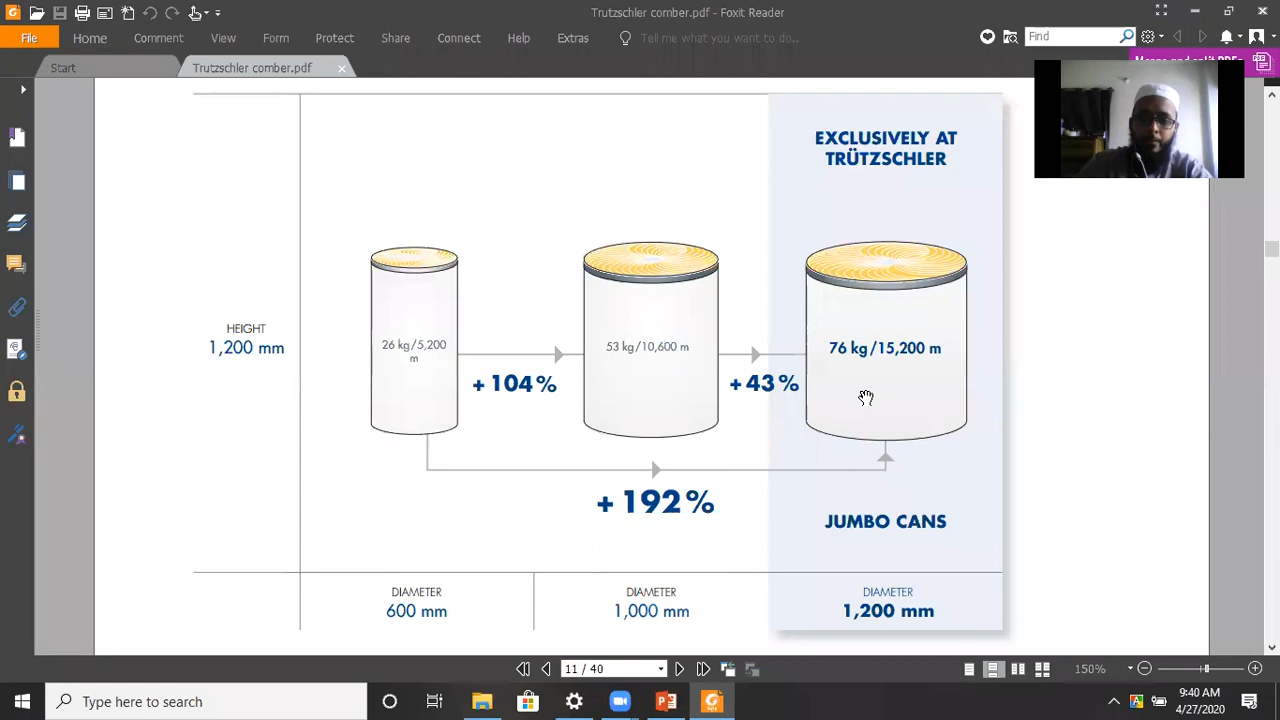 Trutzschler comber.pdf - Foxit Reader
File Home Comment View Form Protect Share Connect Help Extras Tell me what you want to do.. Find
Start Trutzschler comber.pdf
EXCLUSIVELY AT
TRÜTZSCHLER
HEIGHT
1,200 mm
26 kg/5,200
m
53 kg/10,600 m
76 kg/15,200 m
+ 104 %
+ 43 %
+ 192 %
JUMBO CANS
DIAMETER
600 mm
DIAMETER
1,000 mm
DIAMETER
1,200 mm
11 / 40
150%
Type here to search
9:40 AM
4/27/2020